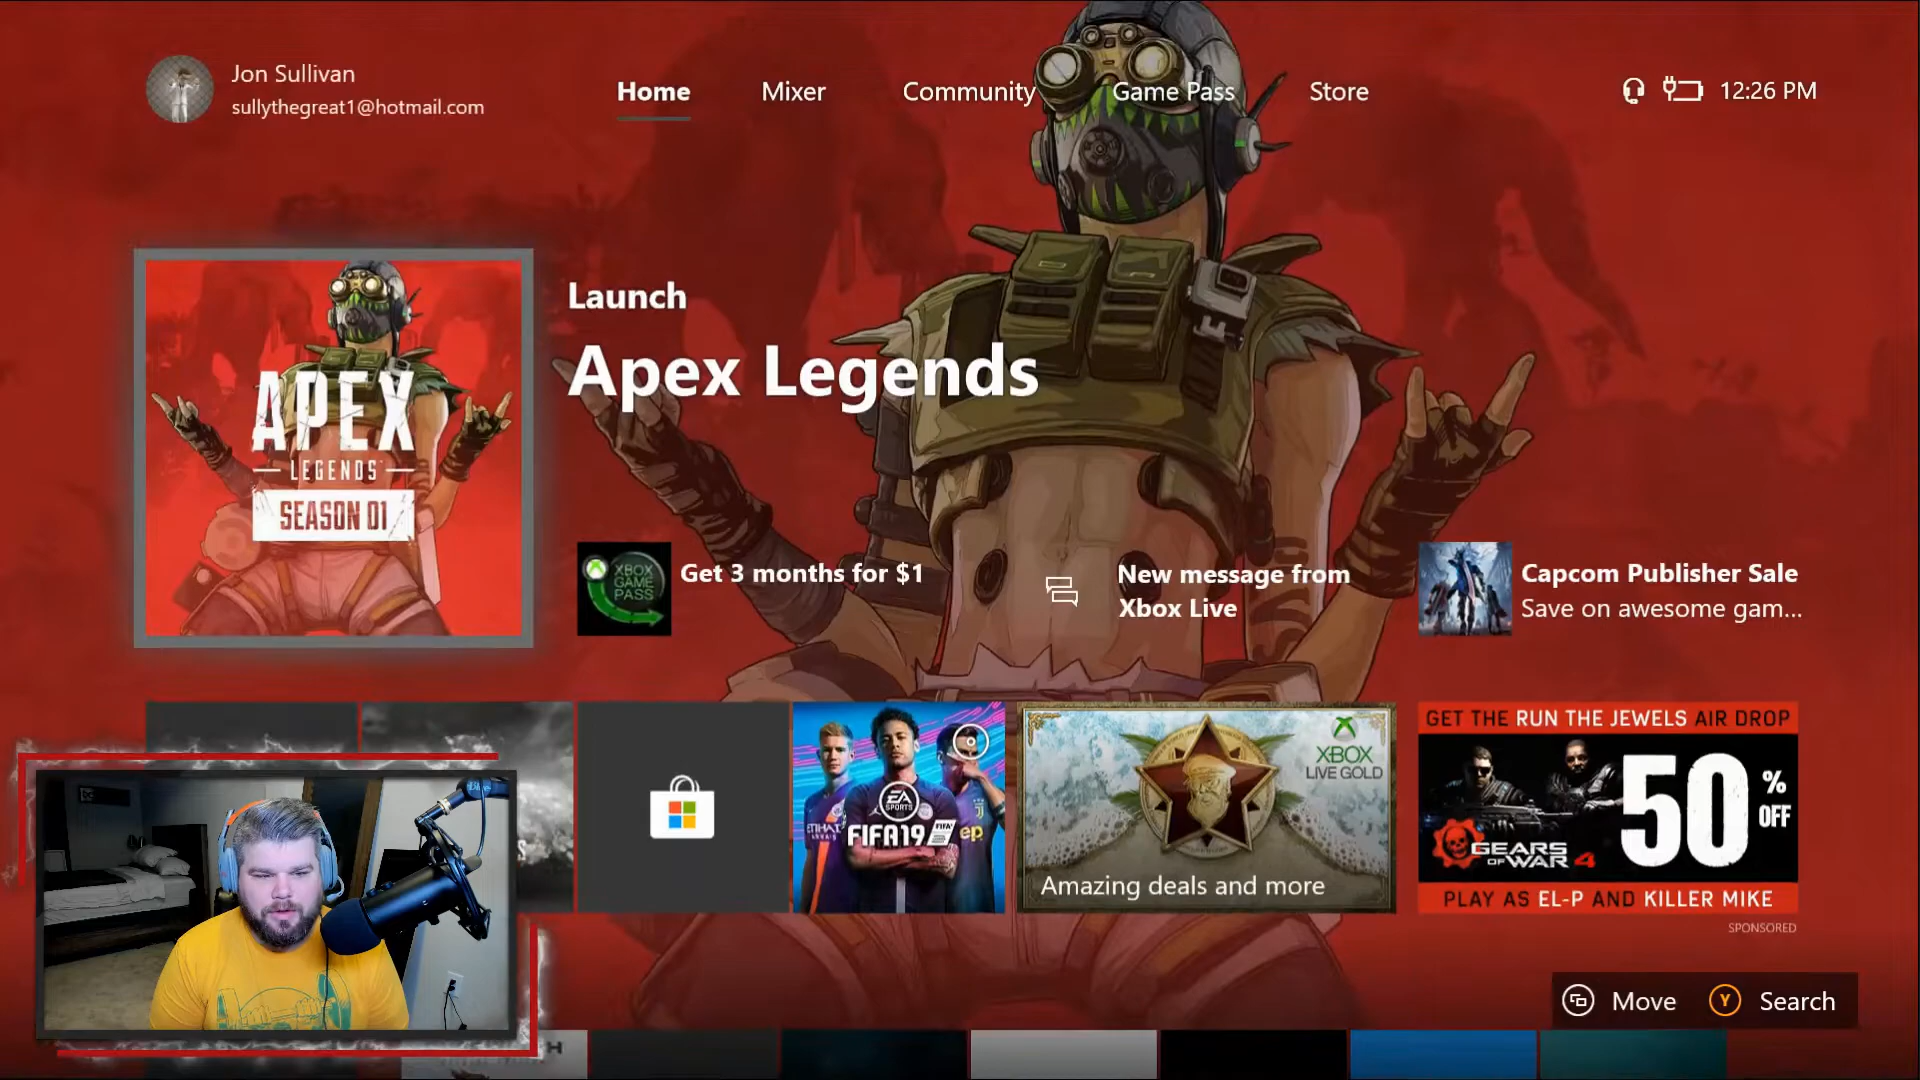 Jon Sullivan
sullythegreat1@hotmail.com
Home
Mixer
Community
Game Pass
Store
12:26 PM
Launch
Apex Legends
APEX
LEGENDS
SEASON 01
XBOX
GAME
PASS
Get 3 months for $1
New message from
Xbox Live
Capcom Publisher Sale
Save on awesome gam...
EA
SPORTS
FIFA19
FIFA
ETIHAD
XBOX
LIVE GOLD
Amazing deals and more
GET THE RUN THE JEWELS AIR DROP
50
%
OFF
GEARS
OF WAR 4
PLAY AS EL-P AND KILLER MIKE
SPONSORED
Move
Y
Search